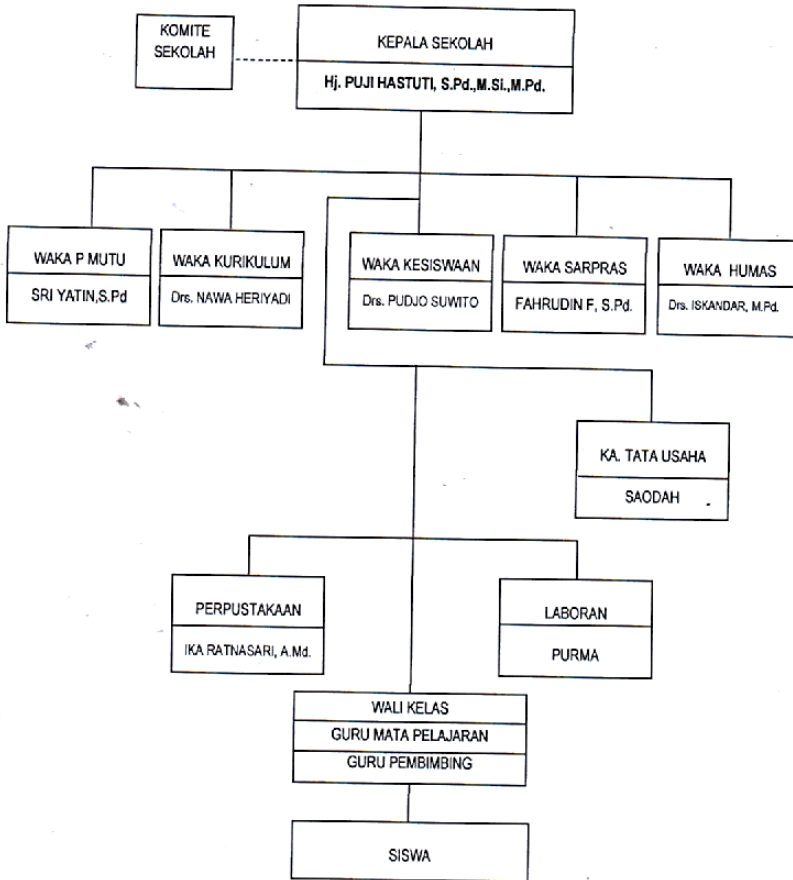 KOMITE
SEKOLAH
KEPALA SEKOLAH
Hj. PUJI HASTUTI, S.Pd.,M.Si.,M.Pd.
WAKA P MUTU
SRI YATIN,S.Pd
WAKA KURIKULUM
Drs. NAWA HERIYADI
WAKA KESISWAAN
Drs. PUDJO SUWITO
WAKA SARPRAS
FAHRUDIN F, S.Pd.
WAKA HUMAS
Drs. ISKANDAR, M.Pd.
KA. TATA USAHA
SAODAH
PERPUSTAKAAN
IKA RATNASARI, A.Md.
LABORAN
PURMA
WALI KELAS
GURU MATA PELAJARAN
GURU PEMBIMBING
SISWA